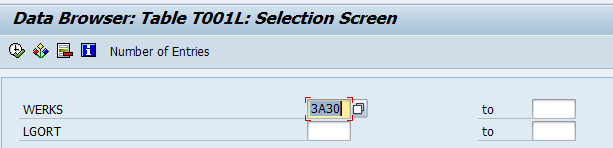 Data Browser: Table T001L: Selection Screen
Number of Entries
WERKS 3A30 to
LGORT to